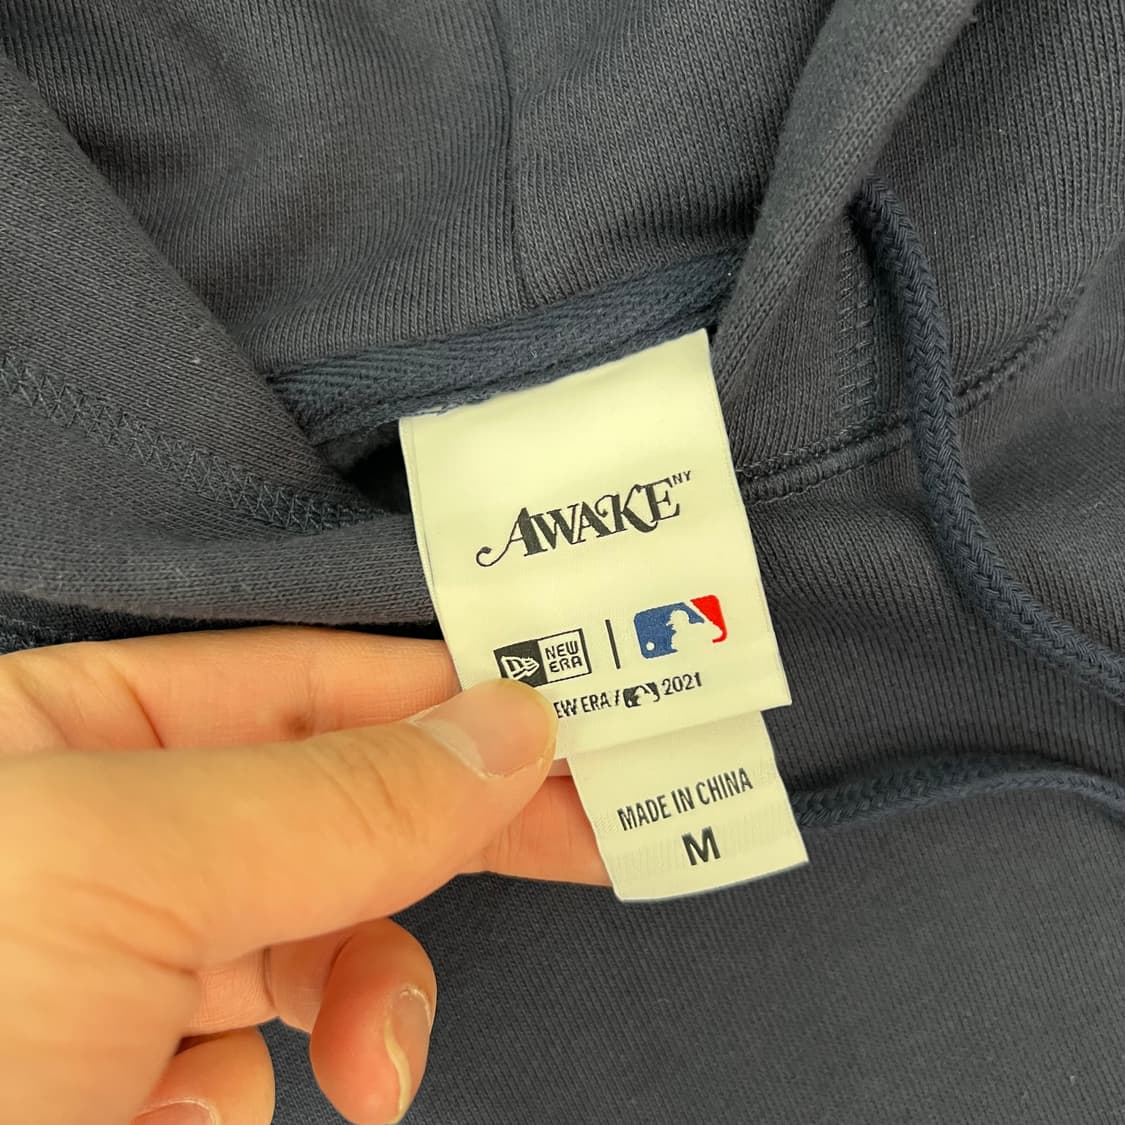 AWAKE NY
NEW
ERA
EW ERA / 2021
MADE IN CHINA
M